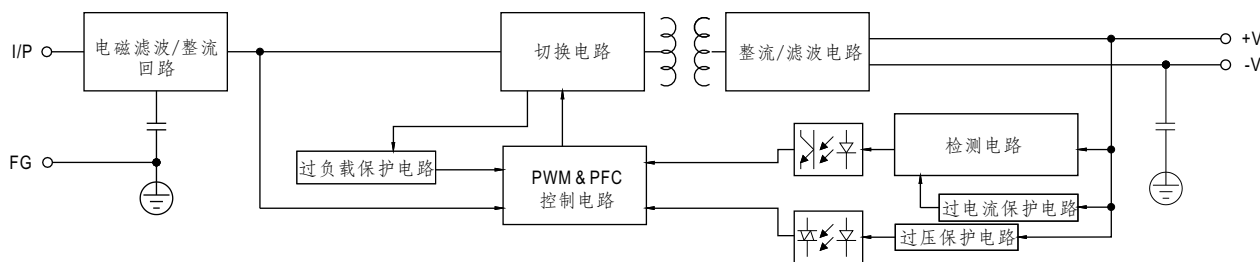 I/P
电磁滤波/整流
回路
切换电路
整流/滤波电路
+V
-V
FG
过负载保护电路
PWM & PFC
控制电路
检测电路
过电流保护电路
过压保护电路